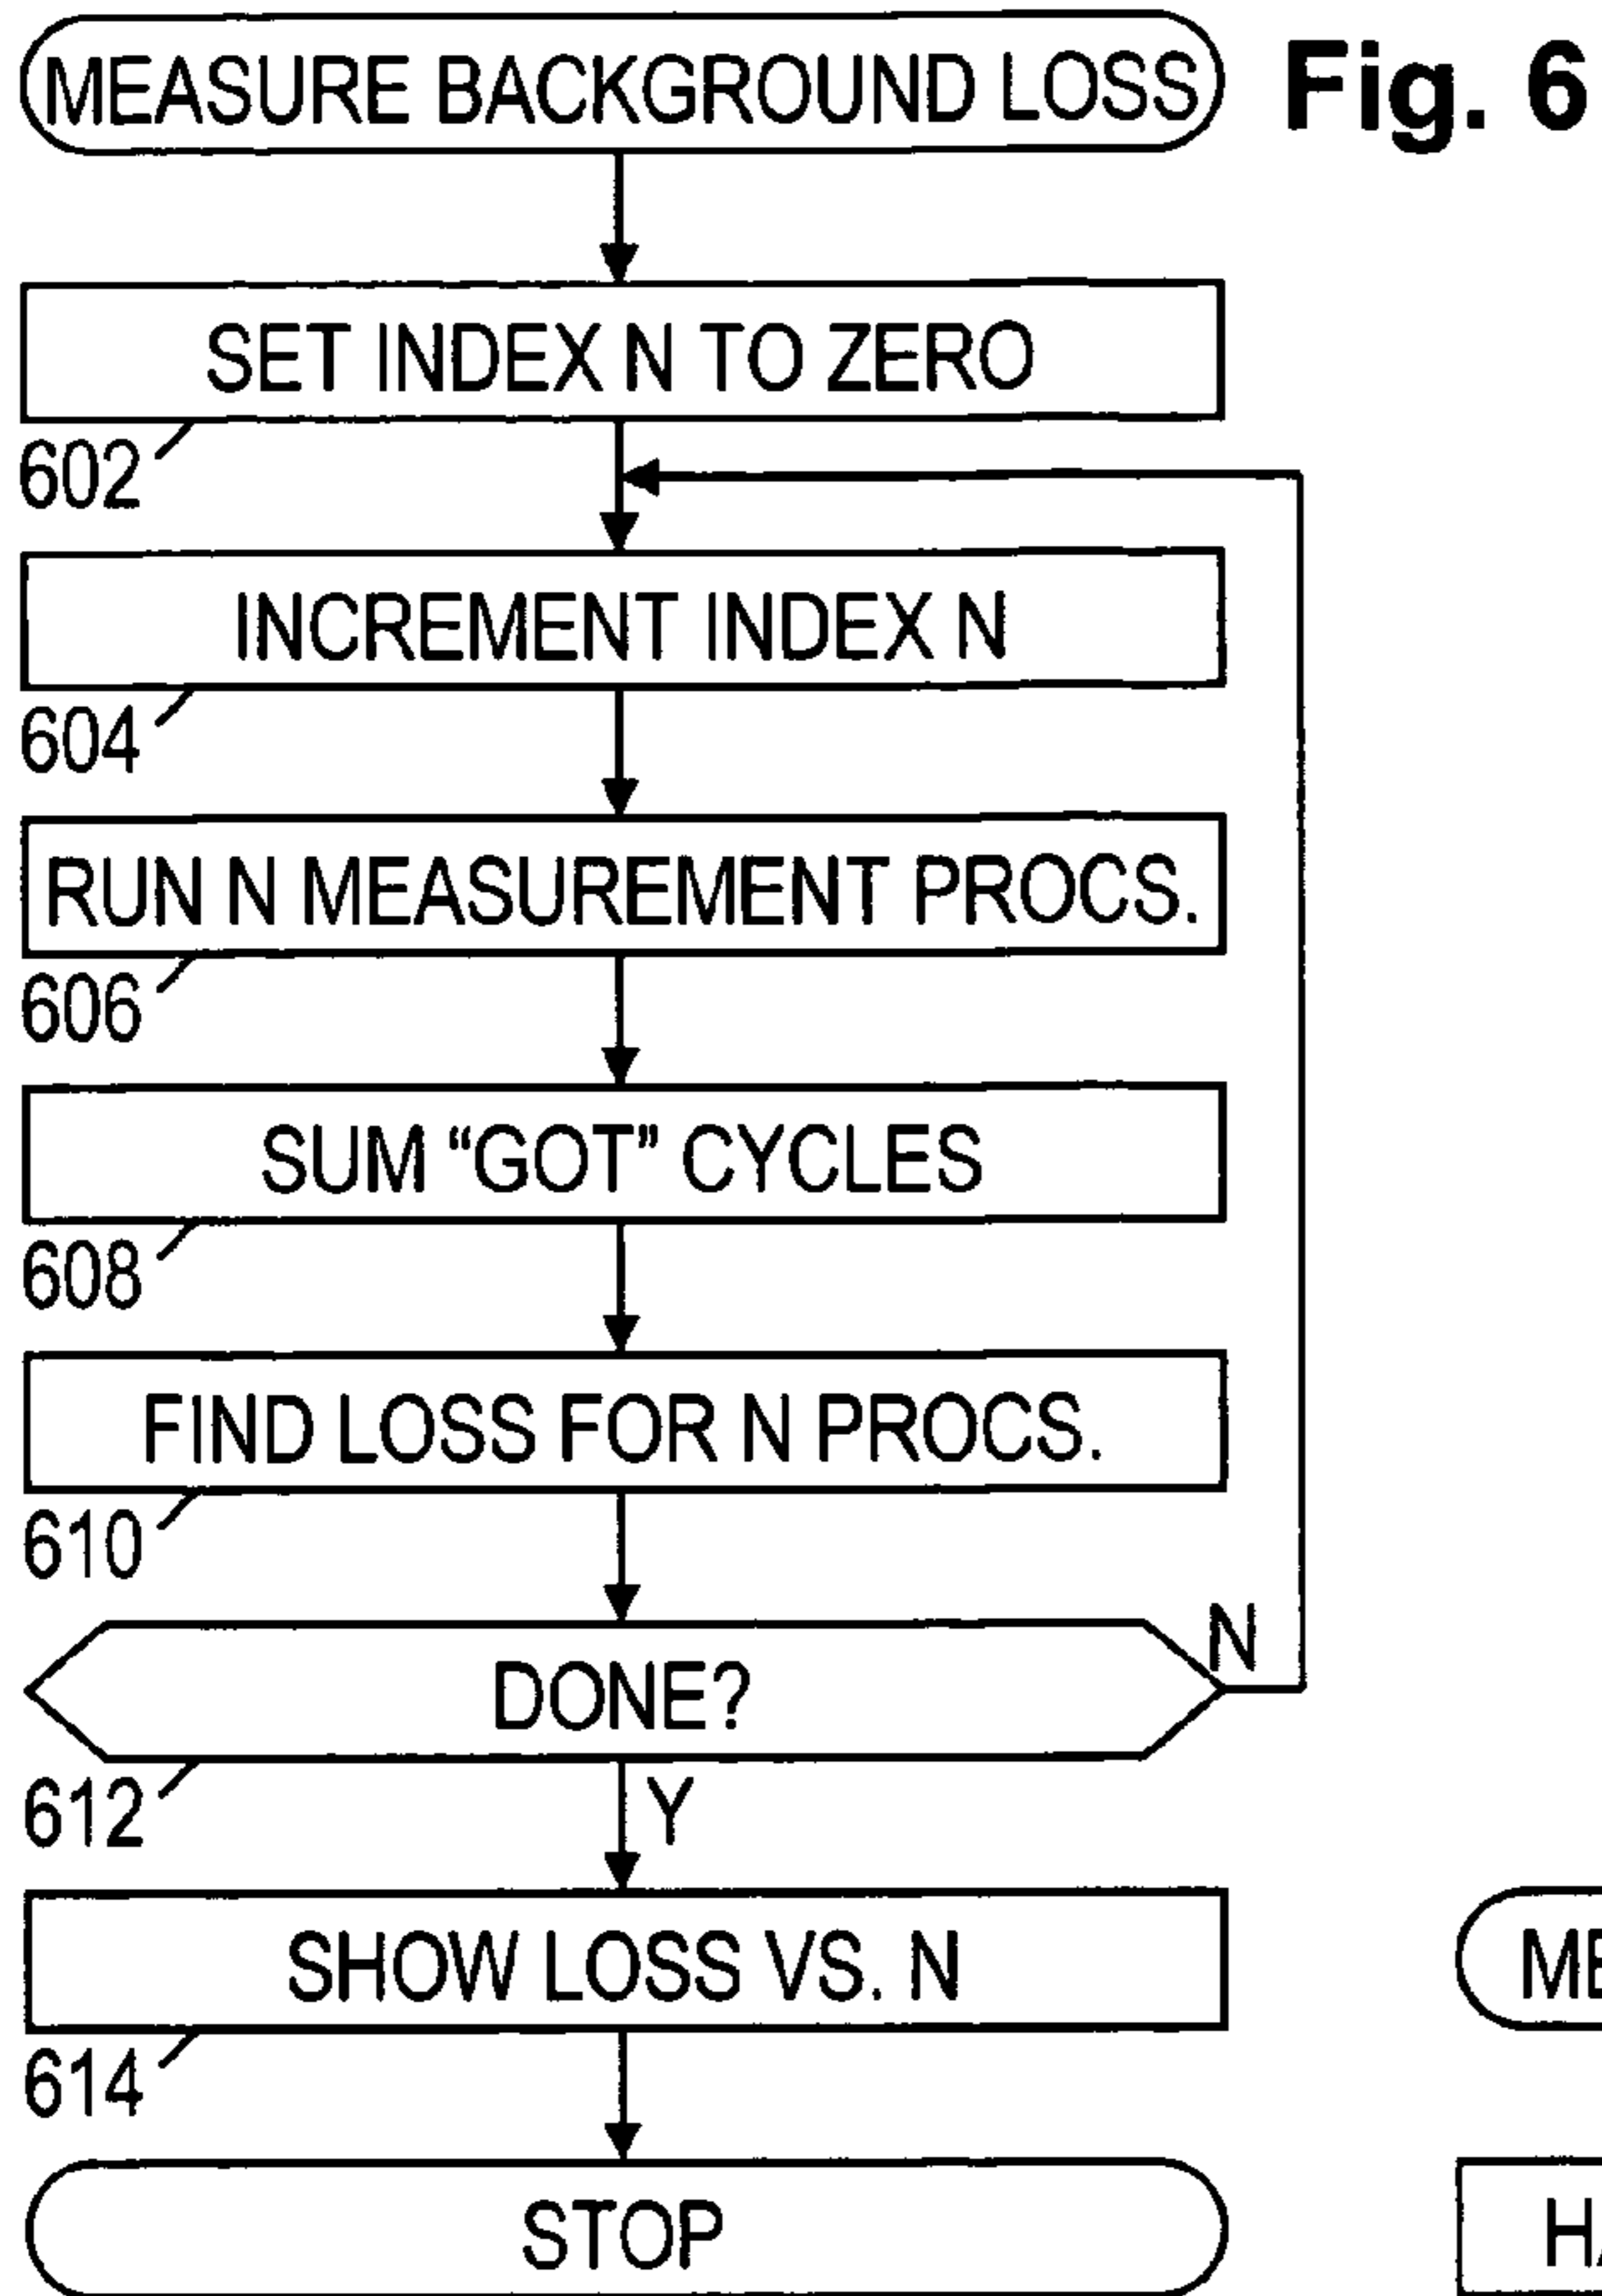 MEASURE BACKGROUND LOSS
Fig. 6
SET INDEX N TO ZERO
602
INCREMENT INDEX N
604
RUN N MEASUREMENT PROCS.
606
SUM “GOT” CYCLES
608
FIND LOSS FOR N PROCS.
610
DONE?
N
612
Y
SHOW LOSS VS. N
614
STOP